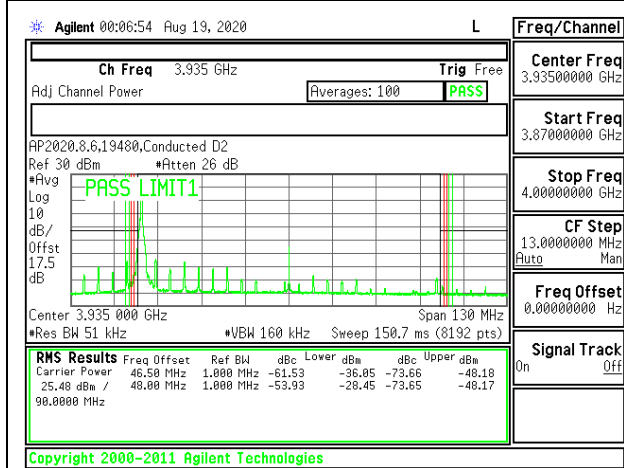 Agilent 00:06:54 Aug 19, 2020 L
Ch Freq 3.935 GHz Trig Free
Adj Channel Power Averages: 100 PASS
AP2020.8.6,19480,Conducted D2
Ref 30 dBm #Atten 26 dB
#Avg
Log
10
dB/
Offst
17.5
dB
PASS LIMIT1
Center 3.935 000 GHz Span 130 MHz
#Res BW 51 kHz #VBW 160 kHz Sweep 150.7 ms (8192 pts)
RMS Results Freq Offset Ref BW dBc Lower dBm dBc Upper dBm
Carrier Power 46.50 MHz 1.000 MHz -61.53 -36.05 -73.66 -48.18
25.48 dBm / 48.00 MHz 1.000 MHz -53.93 -28.45 -73.65 -48.17
90.0000 MHz
Copyright 2000-2011 Agilent Technologies
Freq/Channel
Center Freq
3.93500000 GHz
Start Freq
3.87000000 GHz
Stop Freq
4.00000000 GHz
CF Step
13.0000000 MHz
Auto Man
Freq Offset
0.00000000 Hz
Signal Track
On Off